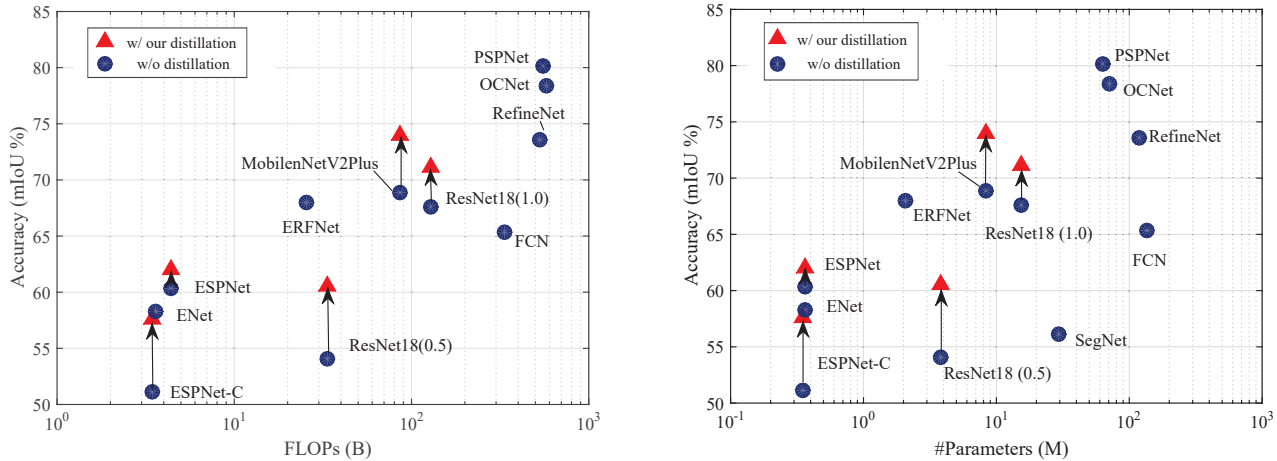 85
80
75
70
65
60
55
50
Accuracy (mIoU %)
w/ our distillation
w/o distillation
PSPNet
OCNet
RefineNet
MobilenNetV2Plus
ResNet18(1.0)
ERFNet
FCN
ESPNet
ENet
ResNet18(0.5)
ESPNet-C
10^0 10^1 10^2 10^3
FLOPs (B)
85
80
75
70
65
60
55
50
Accuracy (mIoU %)
w/ our distillation
w/o distillation
PSPNet
OCNet
RefineNet
MobilenNetV2Plus
ERFNet
ResNet18 (1.0)
FCN
ESPNet
ENet
SegNet
ESPNet-C
ResNet18 (0.5)
10^-1 10^0 10^1 10^2 10^3
#Parameters (M)